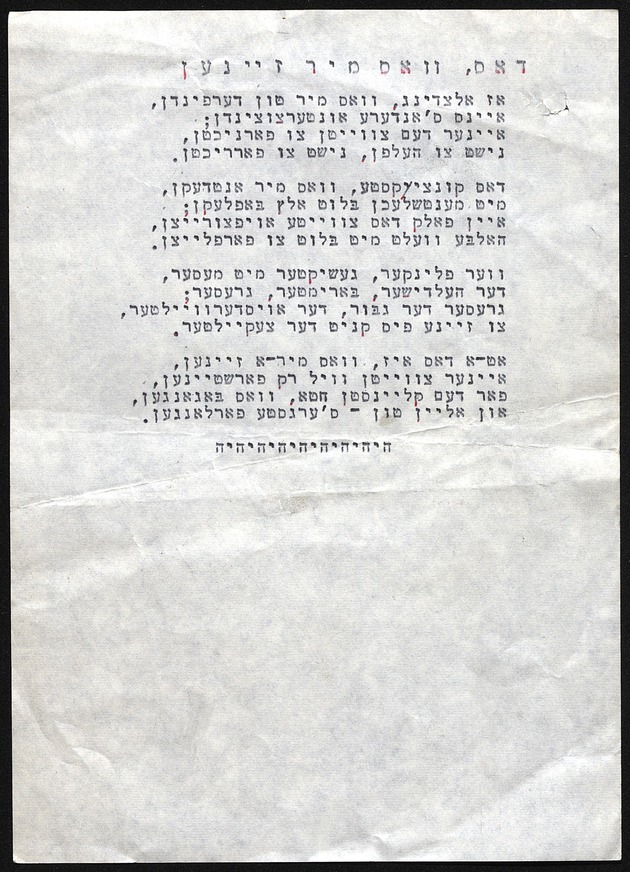 דאס, וואס מיר זיינען
אז אלצדינג, וואס מיר טון דערפינדן,
איינס ס'אנדערע אונטערצוצינדן;
איינער דעם צווייטן צו פארניכטן,
נישט צו העלפן, נישט צו פארריכטן.
דאס קונציקסטע, וואס מיר אנטדעקן,
מיט מענטשלעכן בלוט אלץ באפלעקן;
איין פאלק דאס צווייטע אויפצורייצן,
האלבע וועלט מיט בלוט צו פארפלייצן.
ווער פלינקער, געשיקטער מיט מעסער,
דער העלדישער, בארימטער, גרעסער;
גרעסער דער גבור, דער אויסדערוויילטער,
צו זיינע פיס קניט דער צעקיילטער.
אט-א דאס איז, וואס מיר-א זיינען,
איינער צווייטן וויל רק פארשטיינען,
פאר דעם קליינסטן חטא, וואס באגאנגען,
און אליין טון - ס'ערגסטע פארלאנגען.
היהיהיהיהיהיהיהיה